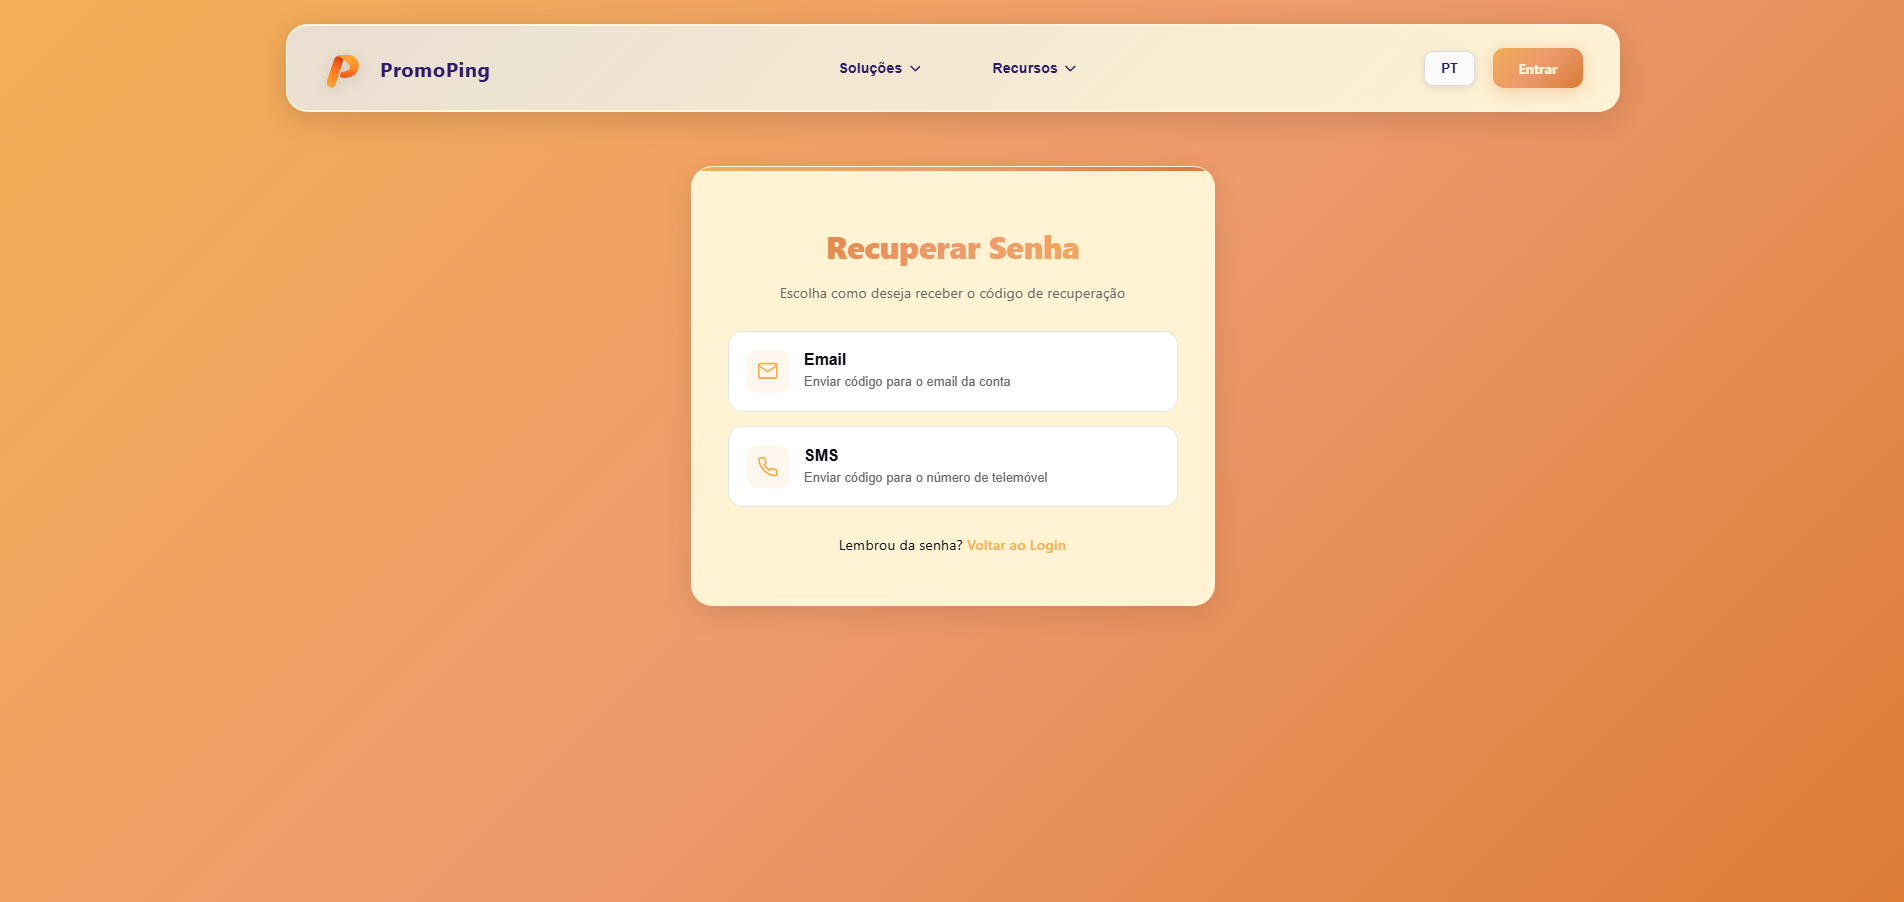 PromoPing
Soluções
Recursos
PT
Entrar
Recuperar Senha
Escolha como deseja receber o código de recuperação
Email
Enviar código para o email da conta
SMS
Enviar código para o número de telemóvel
Lembrou da senha? Voltar ao Login